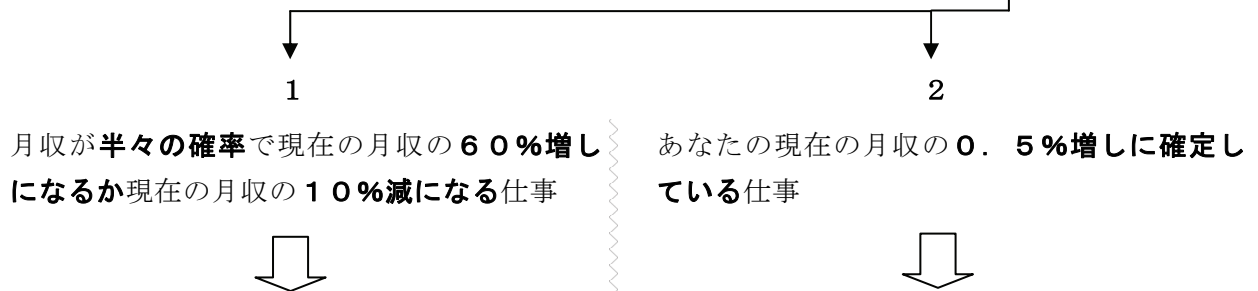 1
月収が半々の確率で現在の月収の６０％増し
になるか現在の月収の１０％減になる仕事
2
あなたの現在の月収の０．５％増しに確定し
ている仕事